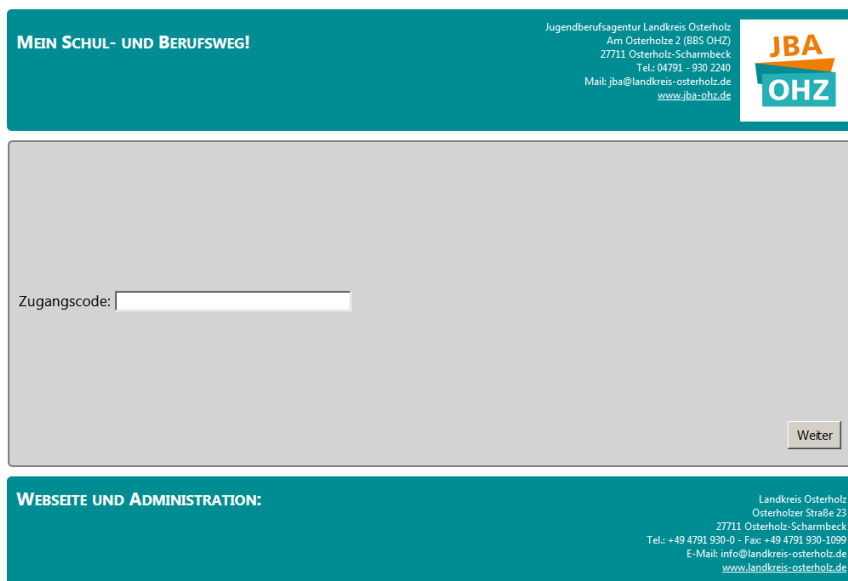 MEIN SCHUL- UND BERUFSWEG!
Jugendberufsagentur Landkreis Osterholz
Am Osterholze 2 (BBS OHZ)
27711 Osterholz-Scharmbeck
Tel.: 04791 - 930 2240
Mail: jba@landkreis-osterholz.de
www.jba-ohz.de
JBA
OHZ
Zugangscode:
Weiter
WEBSEITE UND ADMINISTRATION:
Landkreis Osterholz
Osterholzer Straße 23
27711 Osterholz-Scharmbeck
Tel.: +49 4791 930-0 - Fax: +49 4791 930-1099
E-Mail: info@landkreis-osterholz.de
www.landkreis-osterholz.de